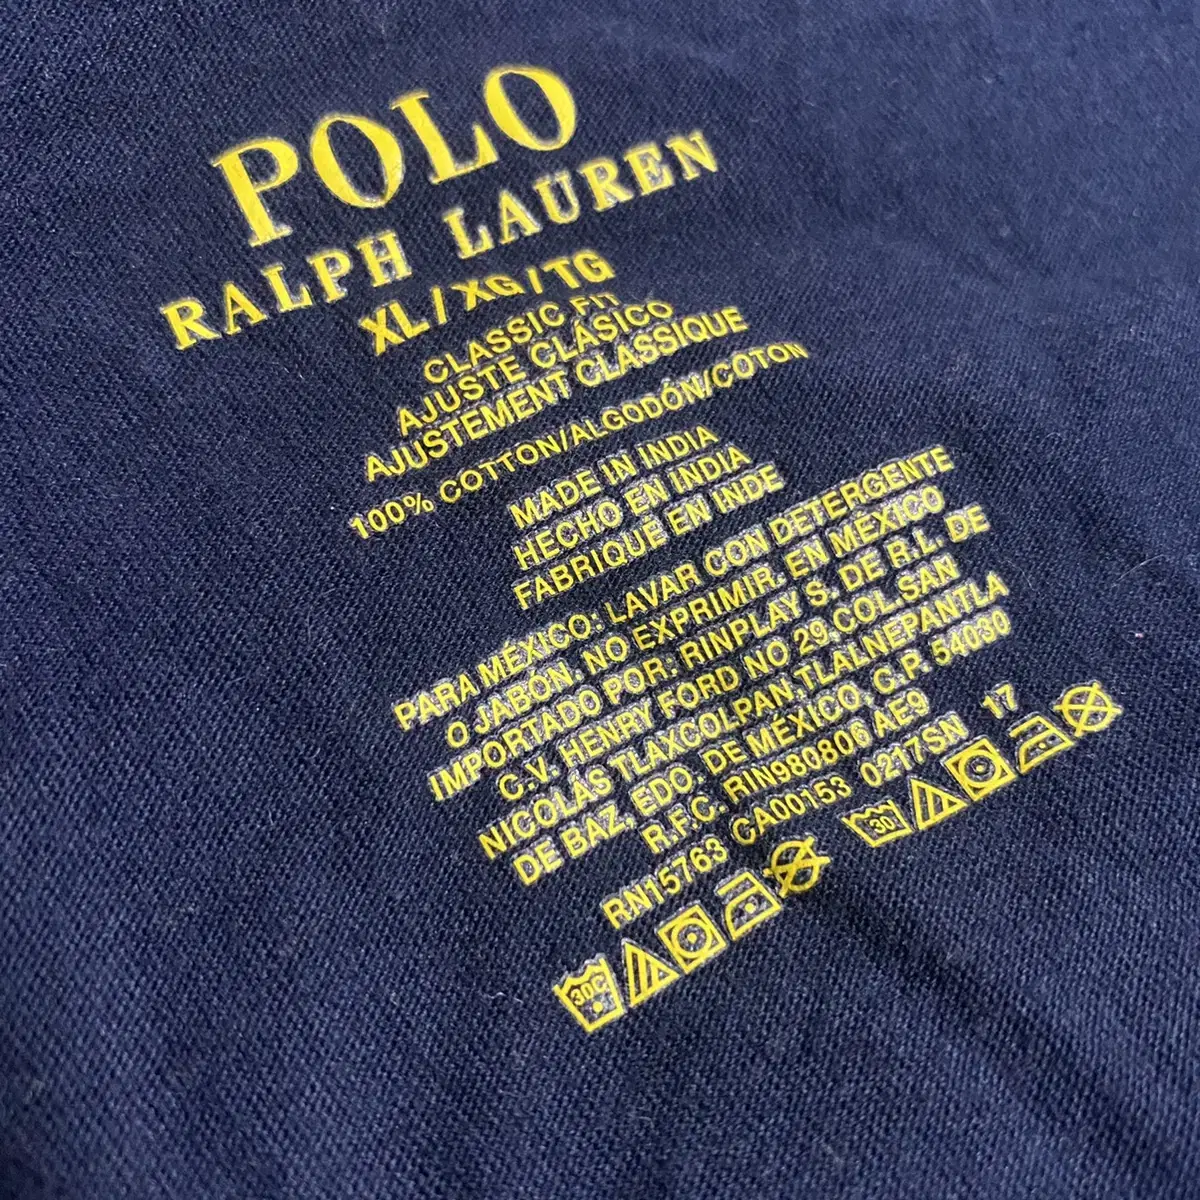 POLO
RALPH LAUREN
XL/XG/TG
CLASSIC FIT
AJUSTE CLÁSICO
AJUSTEMENT CLASSIQUE
100% COTTON/ALGODÓN/COTON
MADE IN INDIA
HECHO EN INDIA
FABRIQUÉ EN INDE
PARA MÉXICO: LAVAR CON DETERGENTE
O JABÓN. NO EXPRIMIR. EN MÉXICO
IMPORTADO POR: RINPLAY S. DE R.L. DE
C.V. HENRY FORD NO 29,COL.SAN
NICOLÁS TLAXCOLPAN,TLALNEPANTLA
DE BAZ, EDO. DE MÉXICO, G.P. 54030
R.F.C. RIN980806 AE9
RN15763 CA00153 0217SN 17
30
30C